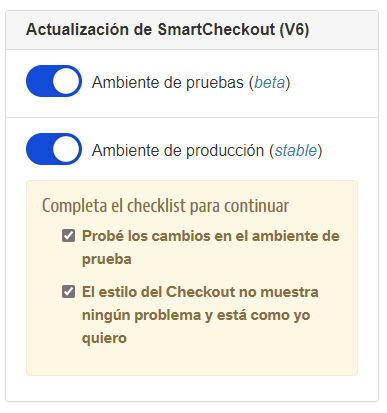 Actualización de SmartCheckout (V6)
Ambiente de pruebas (beta)
Ambiente de producción (stable)
Completa el checklist para continuar
Probé los cambios en el ambiente de
prueba
El estilo del Checkout no muestra
ningún problema y está como yo
quiero